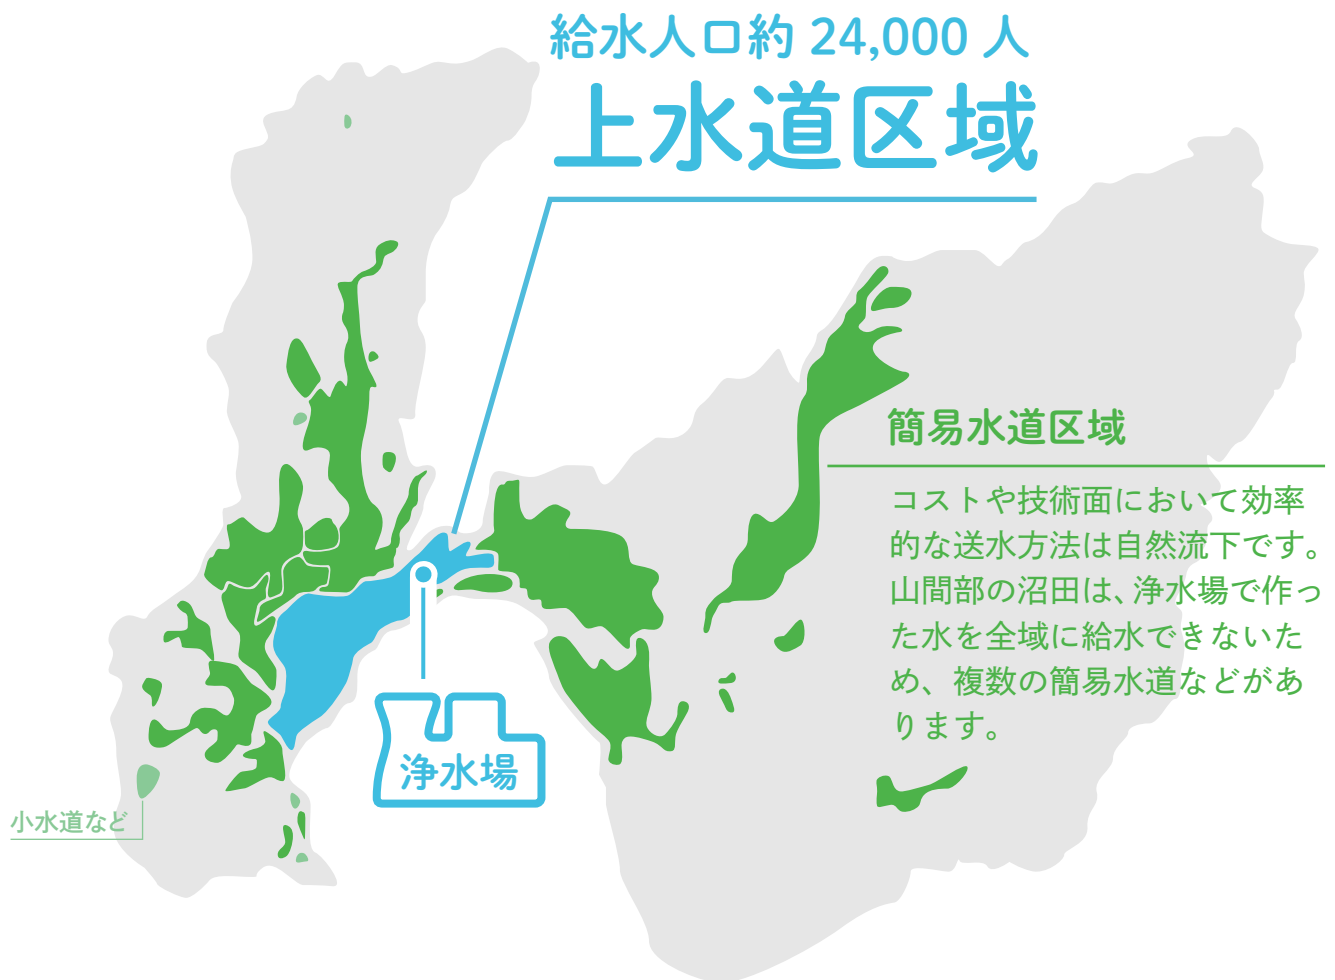 給水人口約 24,000 人
上水道区域
簡易水道区域
コストや技術面において効率
的な送水方法は自然流下です。
山間部の沼田は、浄水場で作っ
た水を全域に給水できないた
め、複数の簡易水道などがあ
ります。
浄水場
小水道など